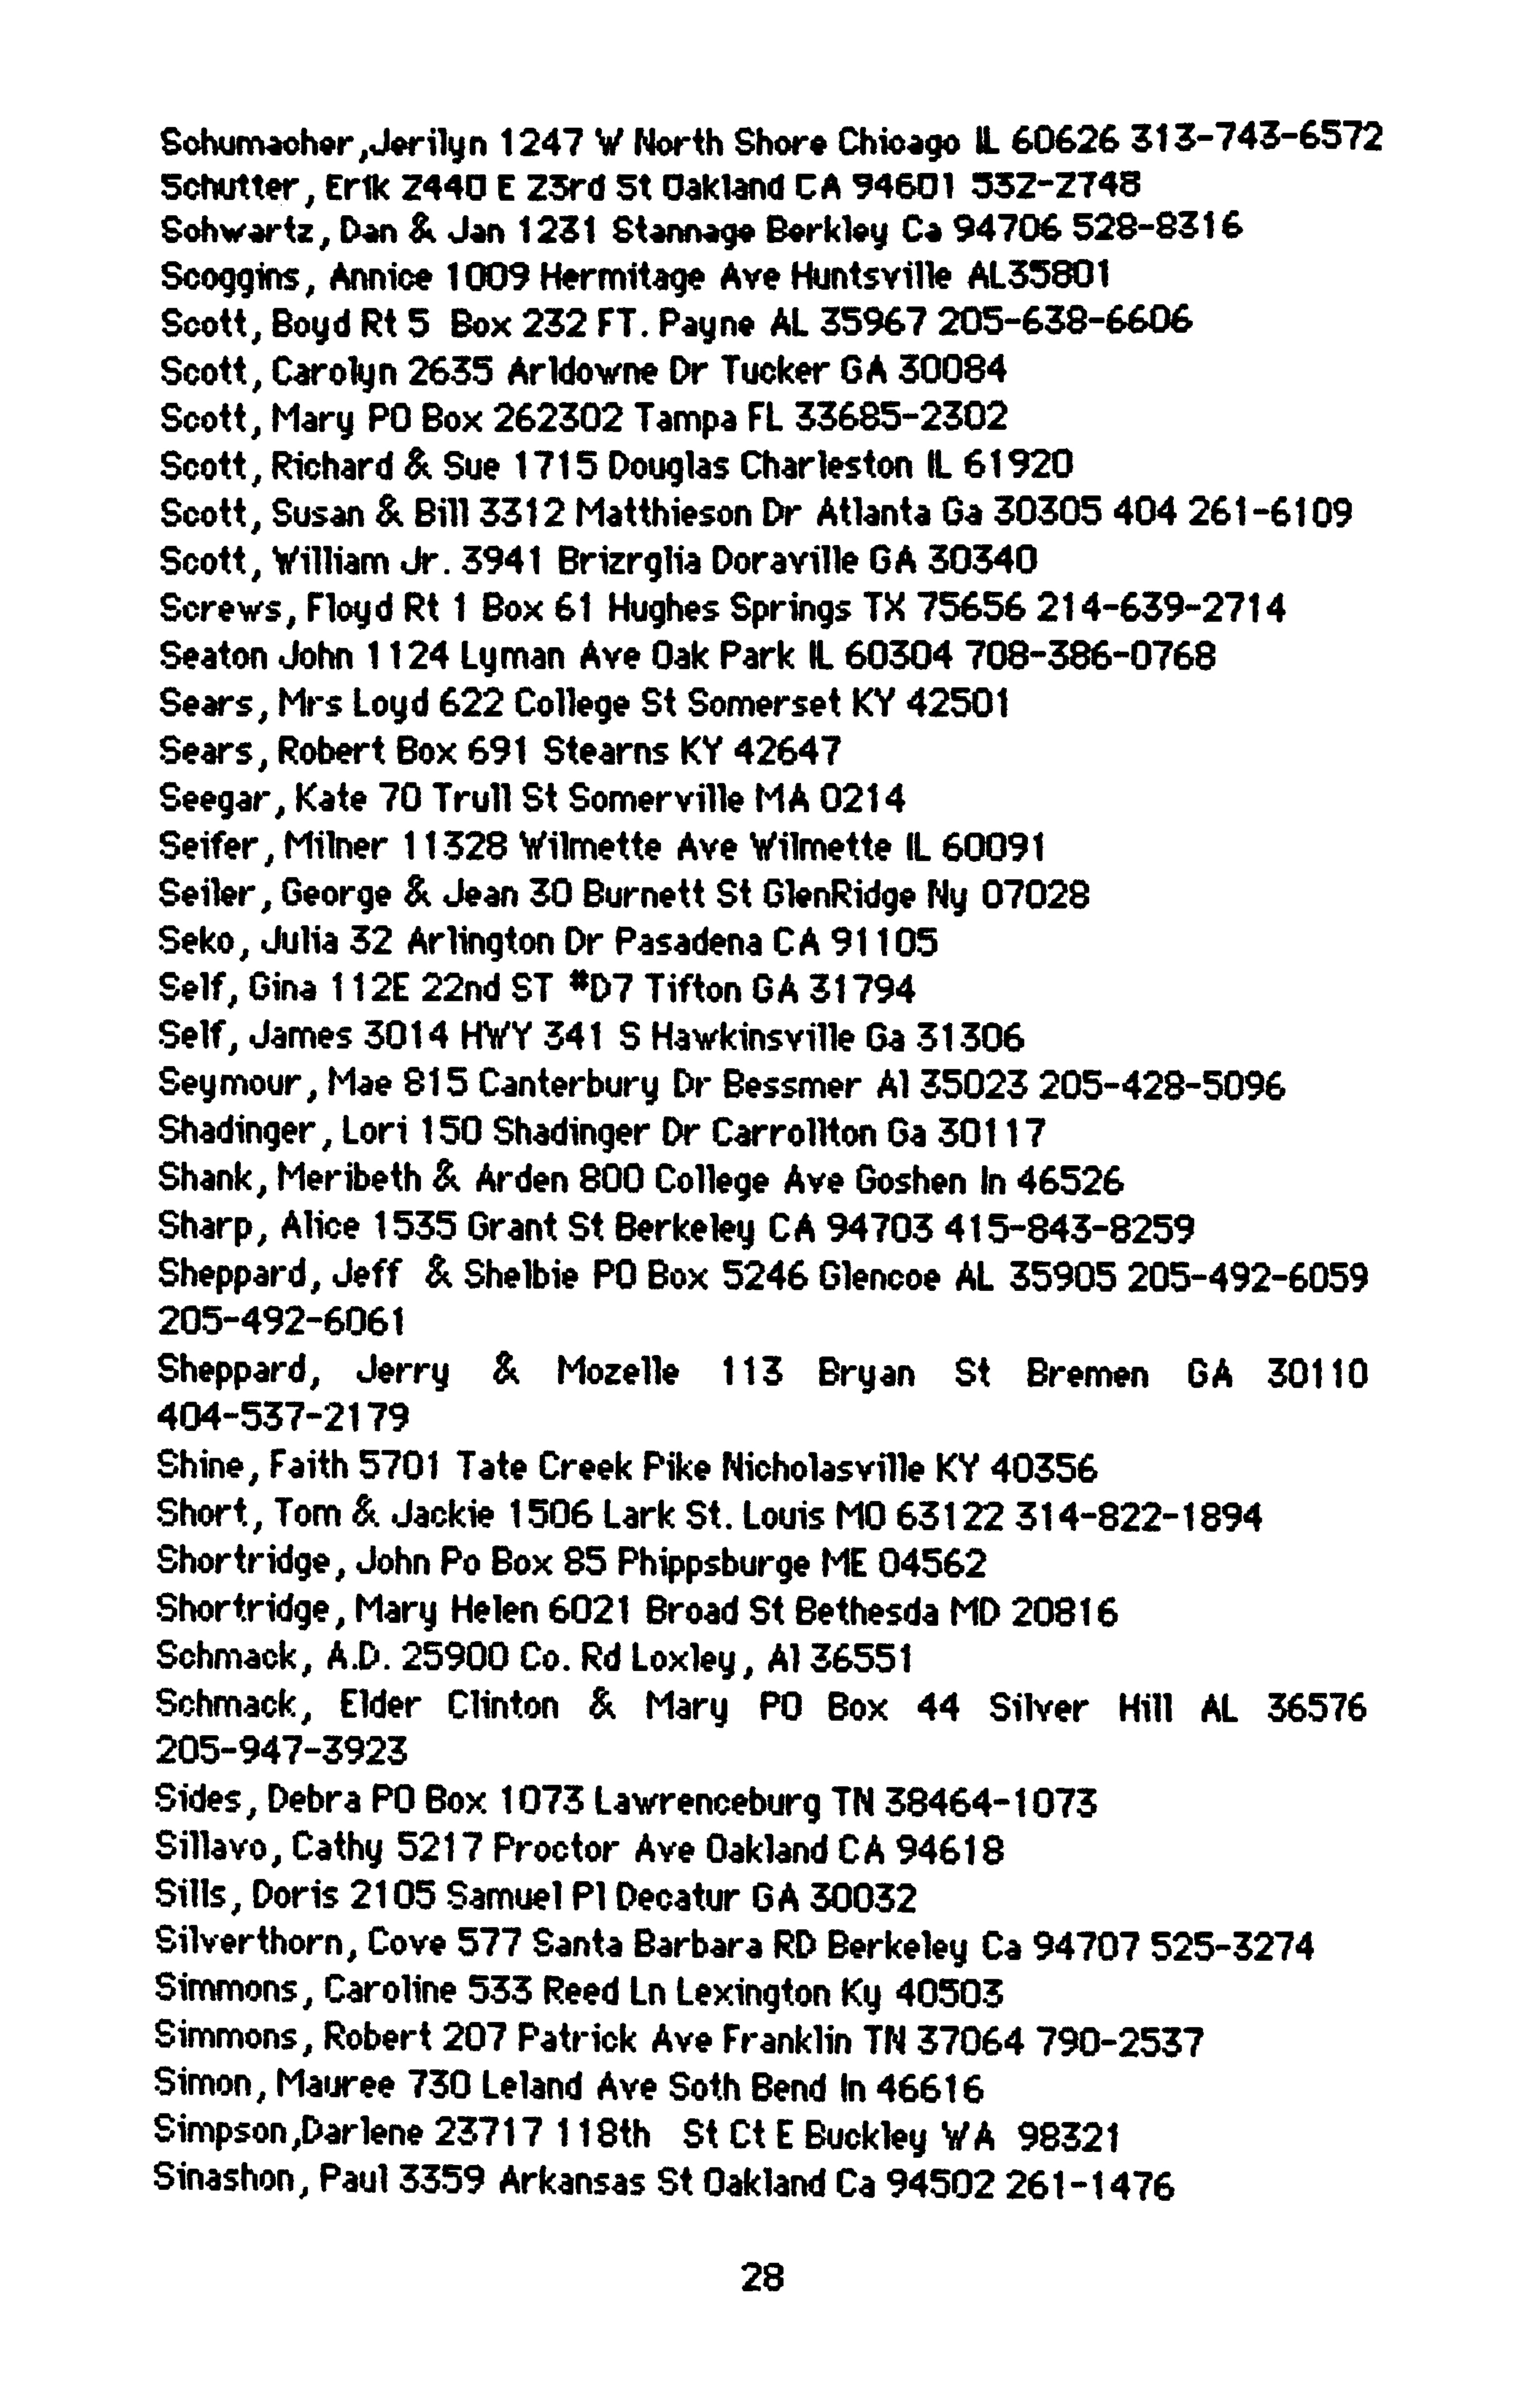 Schumacher,Jerilyn 1247 W North Shore Chicago IL 60626 313-743-6572
Schutter, Erik 2440 E 23rd St Oakland CA 94601 532-2748
Schwartz, Dan & Jan 1231 Stannage Berkley Ca 94706 528-8316
Scoggins, Annice 1009 Hermitage Ave Huntsville AL35801
Scott, Boyd Rt 5 Box 232 FT. Payne AL 35967 205-638-6606
Scott, Carolyn 2635 Arldowne Dr Tucker GA 30084
Scott, Mary PO Box 262302 Tampa FL 33685-2302
Scott, Richard & Sue 1715 Douglas Charleston IL 61920
Scott, Susan & Bill 3312 Matthieson Dr Atlanta Ga 30305 404 261-6109
Scott, William Jr. 3941 Brizrglia Doraville GA 30340
Screws, Floyd Rt 1 Box 61 Hughes Springs TX 75656 214-639-2714
Seaton John 1124 Lyman Ave Oak Park IL 60304 708-386-0768
Sears, Mrs Loyd 622 College St Somerset KY 42501
Sears, Robert Box 691 Stearns KY 42647
Seegar, Kate 70 Trull St Somerville MA 0214
Seifer, Milner 11328 Wilmette Ave Wilmette IL 60091
Seiler, George & Jean 30 Burnett St GlenRidge Ny 07028
Seko, Julia 32 Arlington Dr Pasadena CA 91105
Self, Gina 112E 22nd ST #D7 Tifton GA 31794
Self, James 3014 HWY 341 S Hawkinsville Ga 31306
Seymour, Mae 815 Canterbury Dr Bessmer Al 35023 205-428-5096
Shadinger, Lori 150 Shadinger Dr Carrollton Ga 30117
Shank, Meribeth & Arden 800 College Ave Goshen In 46526
Sharp, Alice 1535 Grant St Berkeley CA 94703 415-843-8259
Sheppard, Jeff & Shelbie PO Box 5246 Glencoe AL 35905 205-492-6059
205-492-6061
Sheppard, Jerry & Mozelle 113 Bryan St Bremen GA 30110
404-537-2179
Shine, Faith 5701 Tate Creek Pike Nicholasville KY 40356
Short, Tom & Jackie 1506 Lark St. Louis MO 63122 314-822-1894
Shortridge, John Po Box 85 Phippsburge ME 04562
Shortridge, Mary Helen 6021 Broad St Bethesda MD 20816
Schmack, A.D. 25900 Co. Rd Loxley, Al 36551
Schmack, Elder Clinton & Mary PO Box 44 Silver Hill AL 36576
205-947-3923
Sides, Debra PO Box 1073 Lawrenceburg TN 38464-1073
Sillavo, Cathy 5217 Proctor Ave Oakland CA 94618
Sills, Doris 2105 Samuel Pl Decatur GA 30032
Silverthorn, Cove 577 Santa Barbara RD Berkeley Ca 94707 525-3274
Simmons, Caroline 533 Reed Ln Lexington Ky 40503
Simmons, Robert 207 Patrick Ave Franklin TN 37064 790-2537
Simon, Mauree 730 Leland Ave Soth Bend In 46616
Simpson,Darlene 23717 118th St Ct E Buckley WA 98321
Sinashon, Paul 3359 Arkansas St Oakland Ca 94502 261-1476
28